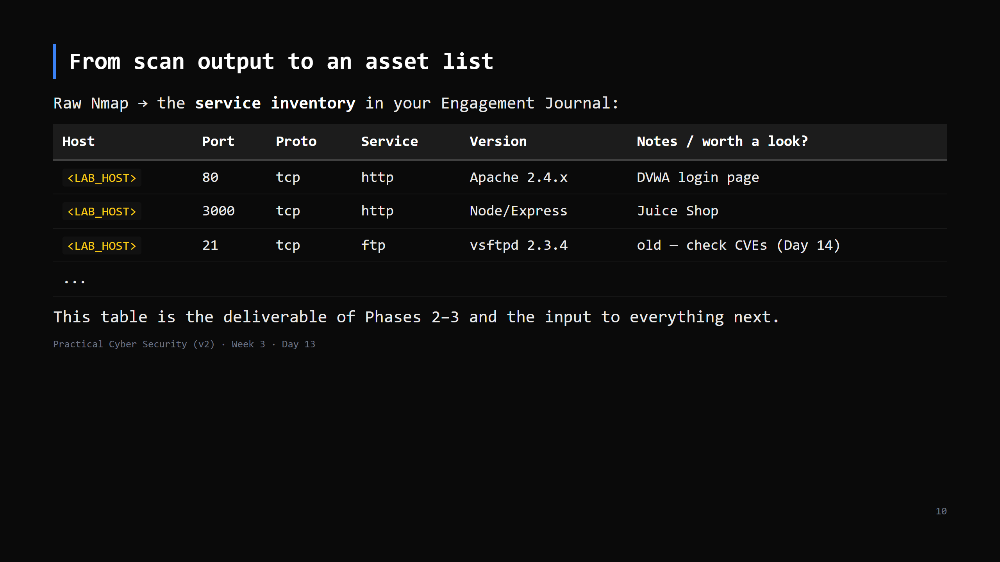 From scan output to an asset list
Raw Nmap → the service inventory in your Engagement Journal:
Host Port Proto Service Version Notes / worth a look?
<LAB_HOST> 80 tcp http Apache 2.4.x DVWA login page
<LAB_HOST> 3000 tcp http Node/Express Juice Shop
<LAB_HOST> 21 tcp ftp vsftpd 2.3.4 old — check CVEs (Day 14)
...
This table is the deliverable of Phases 2–3 and the input to everything next.
Practical Cyber Security (v2) · Week 3 · Day 13
10